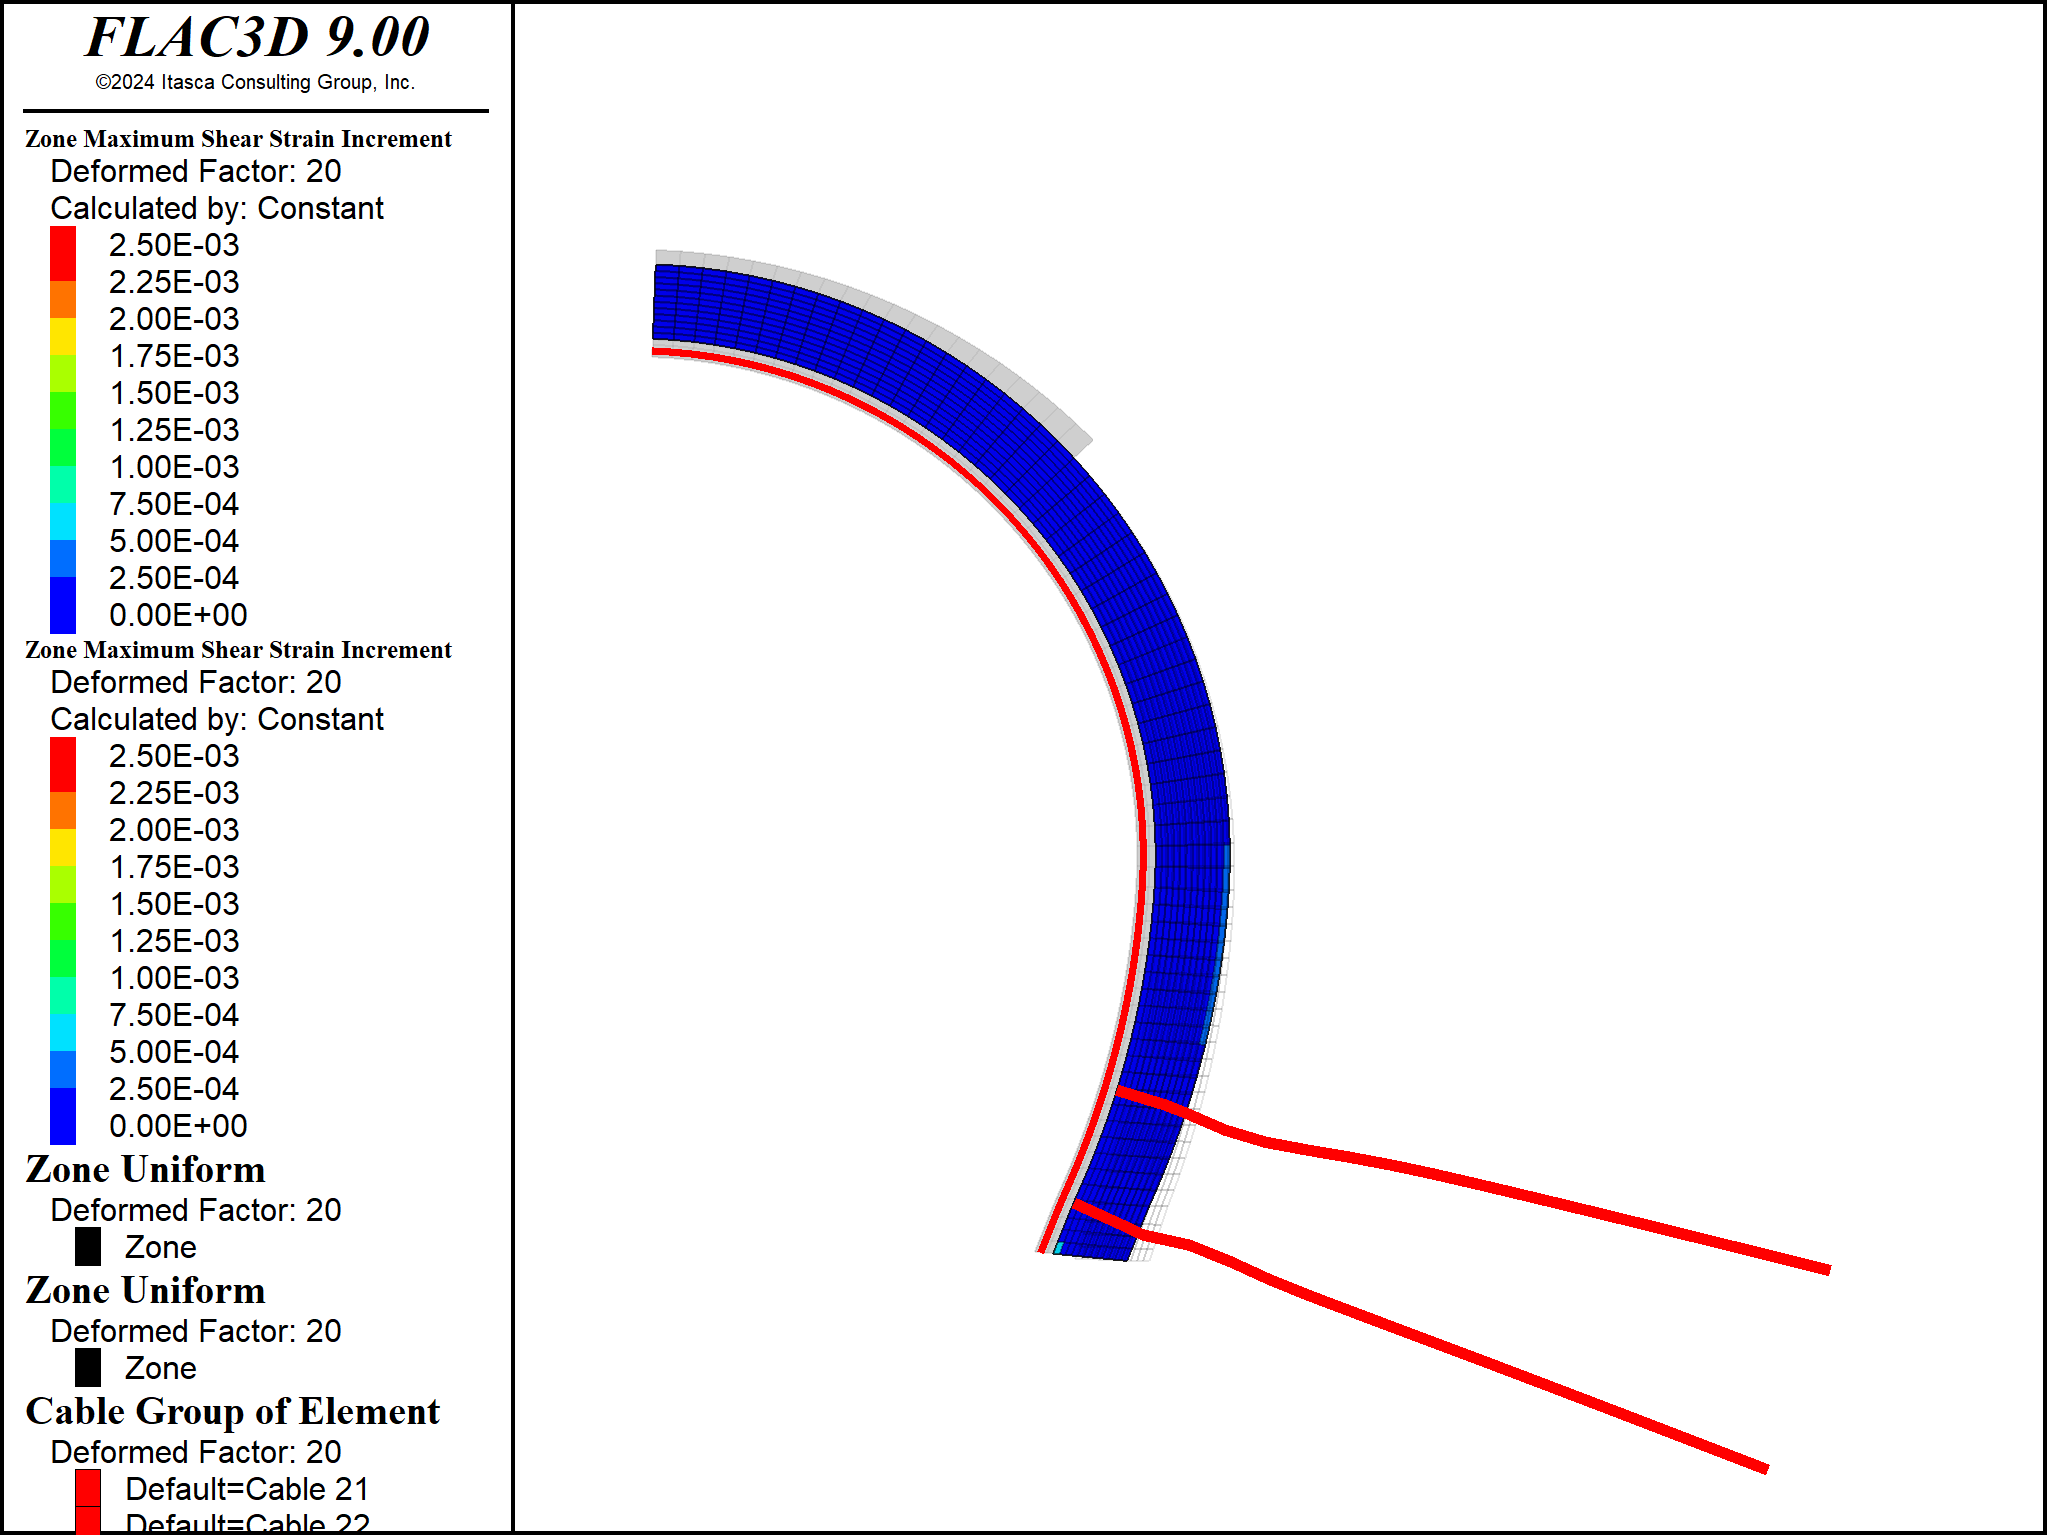 FLAC3D 9.00
©2024 Itasca Consulting Group, Inc.
Zone Maximum Shear Strain Increment
Deformed Factor: 20
Calculated by: Constant
2.50E-03
2.25E-03
2.00E-03
1.75E-03
1.50E-03
1.25E-03
1.00E-03
7.50E-04
5.00E-04
2.50E-04
0.00E+00
Zone Maximum Shear Strain Increment
Deformed Factor: 20
Calculated by: Constant
2.50E-03
2.25E-03
2.00E-03
1.75E-03
1.50E-03
1.25E-03
1.00E-03
7.50E-04
5.00E-04
2.50E-04
0.00E+00
Zone Uniform
Deformed Factor: 20
Zone
Zone Uniform
Deformed Factor: 20
Zone
Cable Group of Element
Deformed Factor: 20
Default=Cable 21
Default=Cable 22